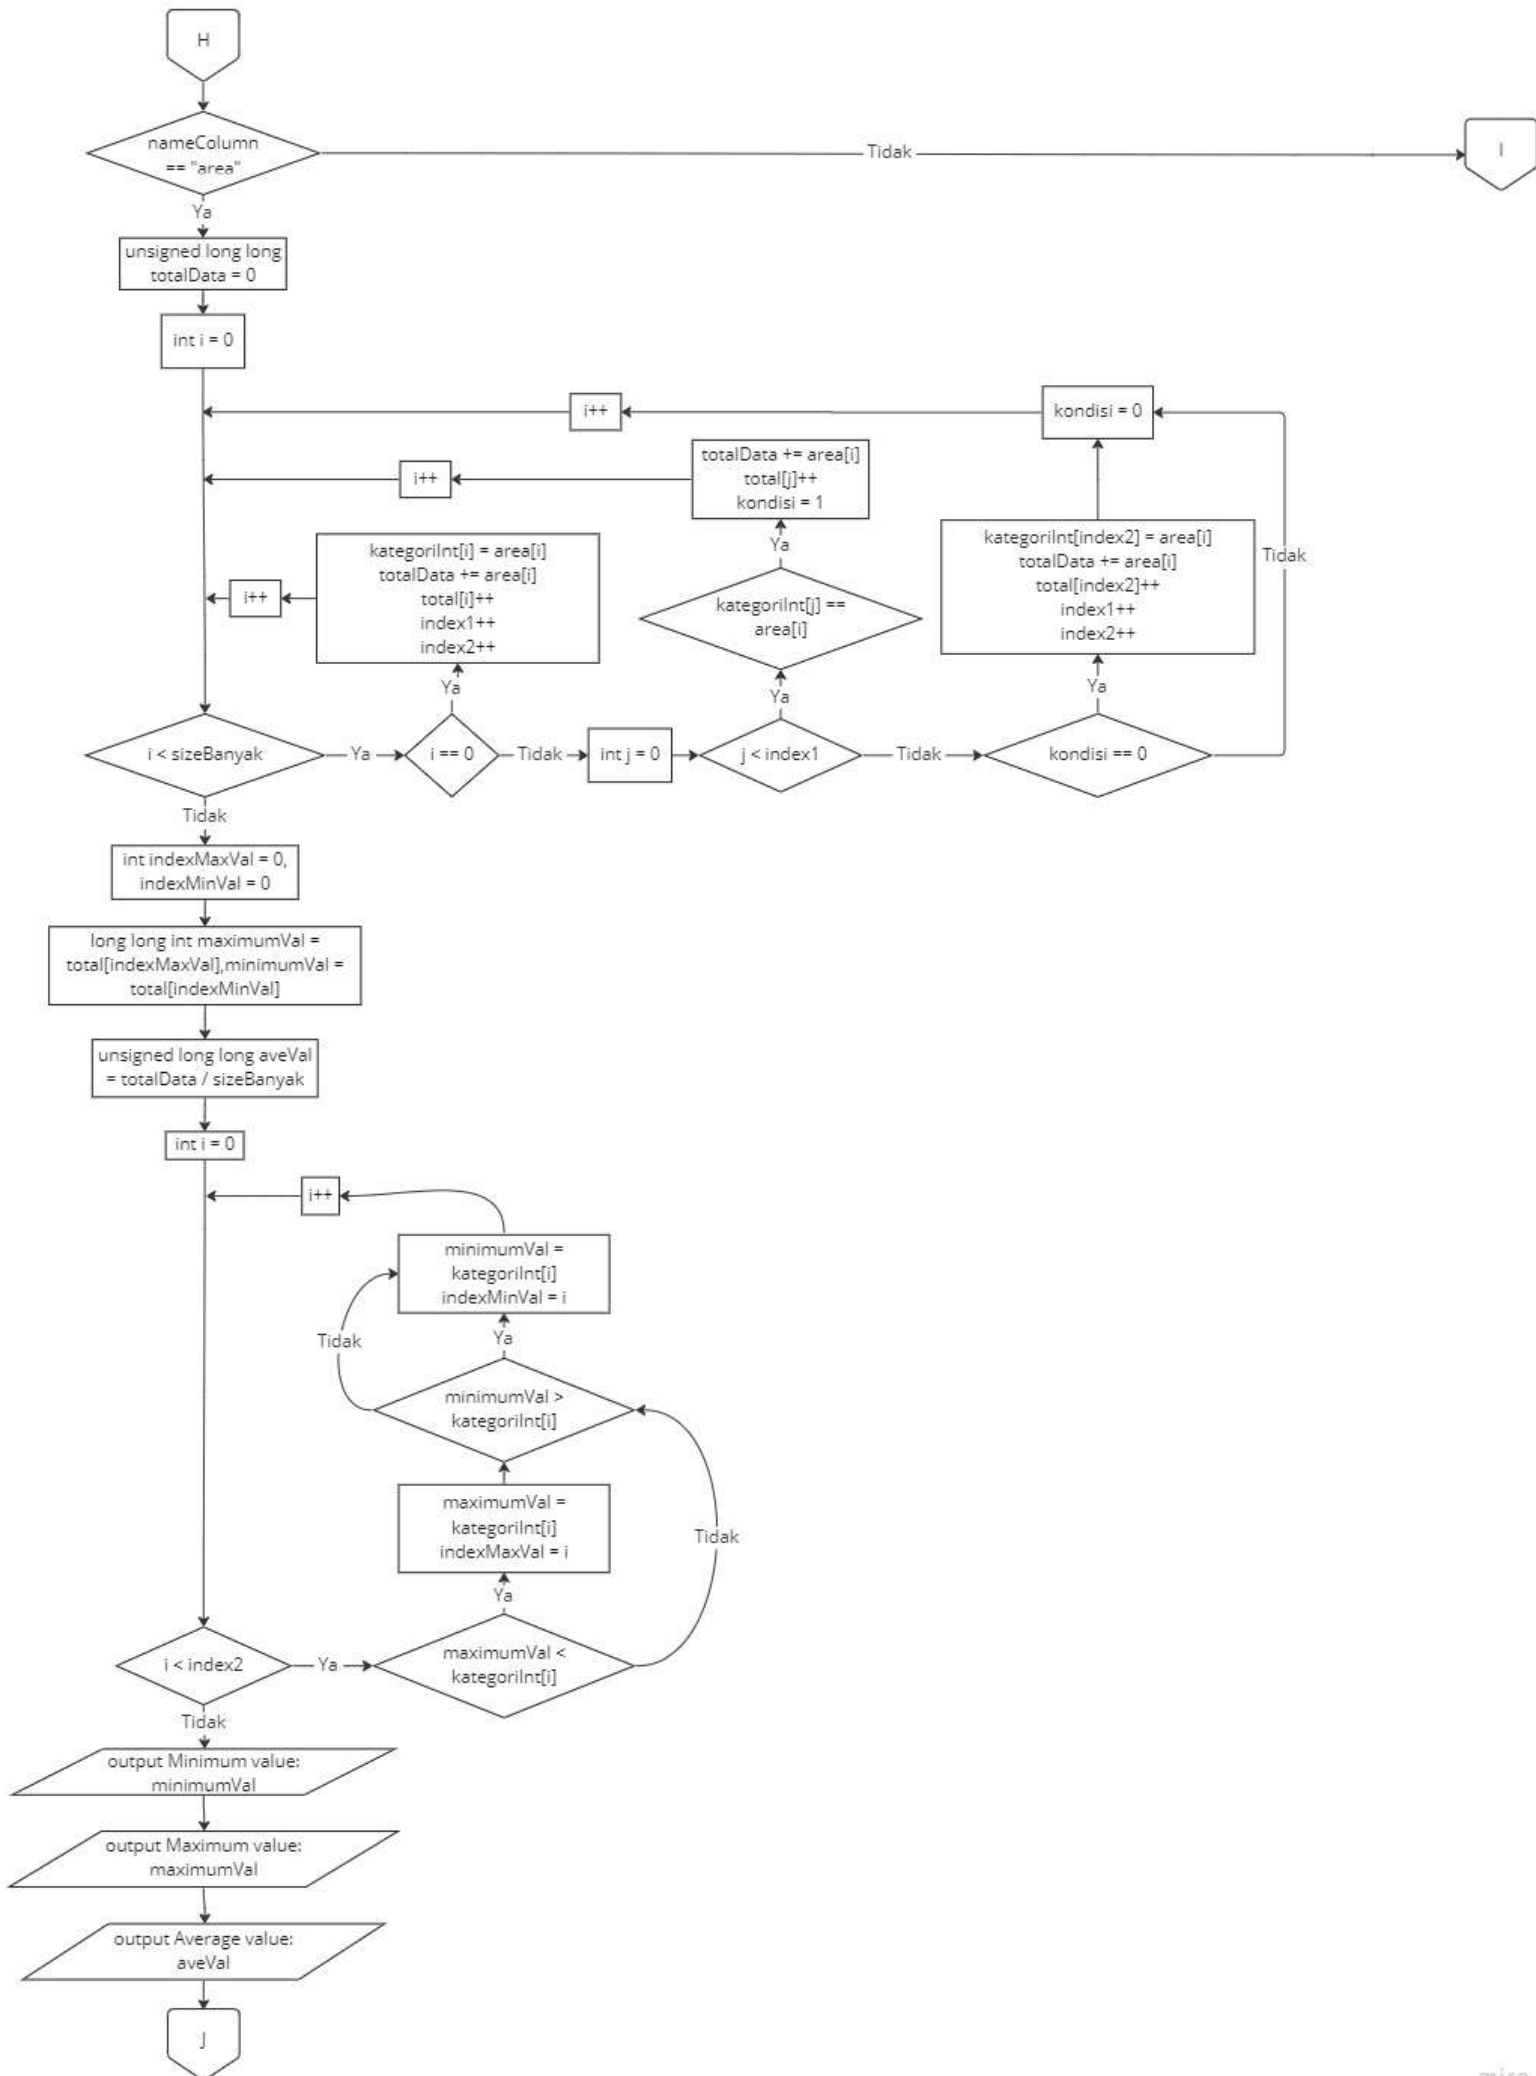 H
nameColumn
== "area"
Tidak
I
Ya
unsigned long long
totalData = 0
int i = 0
i++
kondisi = 0
i++
totalData += area[i]
total[j]++
kondisi = 1
Ya
kategoriInt[i] = area[i]
totalData += area[i]
total[i]++
index1++
index2++
i++
Ya
kategoriInt[j] ==
area[i]
Ya
kategoriInt[index2] = area[i]
totalData += area[i]
total[index2]++
index1++
index2++
Tidak
Ya
i < sizeBanyak
Ya
i == 0
Tidak
int j = 0
j < index1
Tidak
kondisi == 0
Tidak
int indexMaxVal = 0,
indexMinVal = 0
long long int maximumVal =
total[indexMaxVal],minimumVal =
total[indexMinVal]
unsigned long long aveVal
= totalData / sizeBanyak
int i = 0
i++
minimumVal =
kategoriInt[i]
indexMinVal = i
Tidak
Ya
minimumVal >
kategoriInt[i]
maximumVal =
kategoriInt[i]
indexMaxVal = i
Tidak
Ya
i < index2
Ya
maximumVal <
kategoriInt[i]
Tidak
output Minimum value:
minimumVal
output Maximum value:
maximumVal
output Average value:
aveVal
J
miro